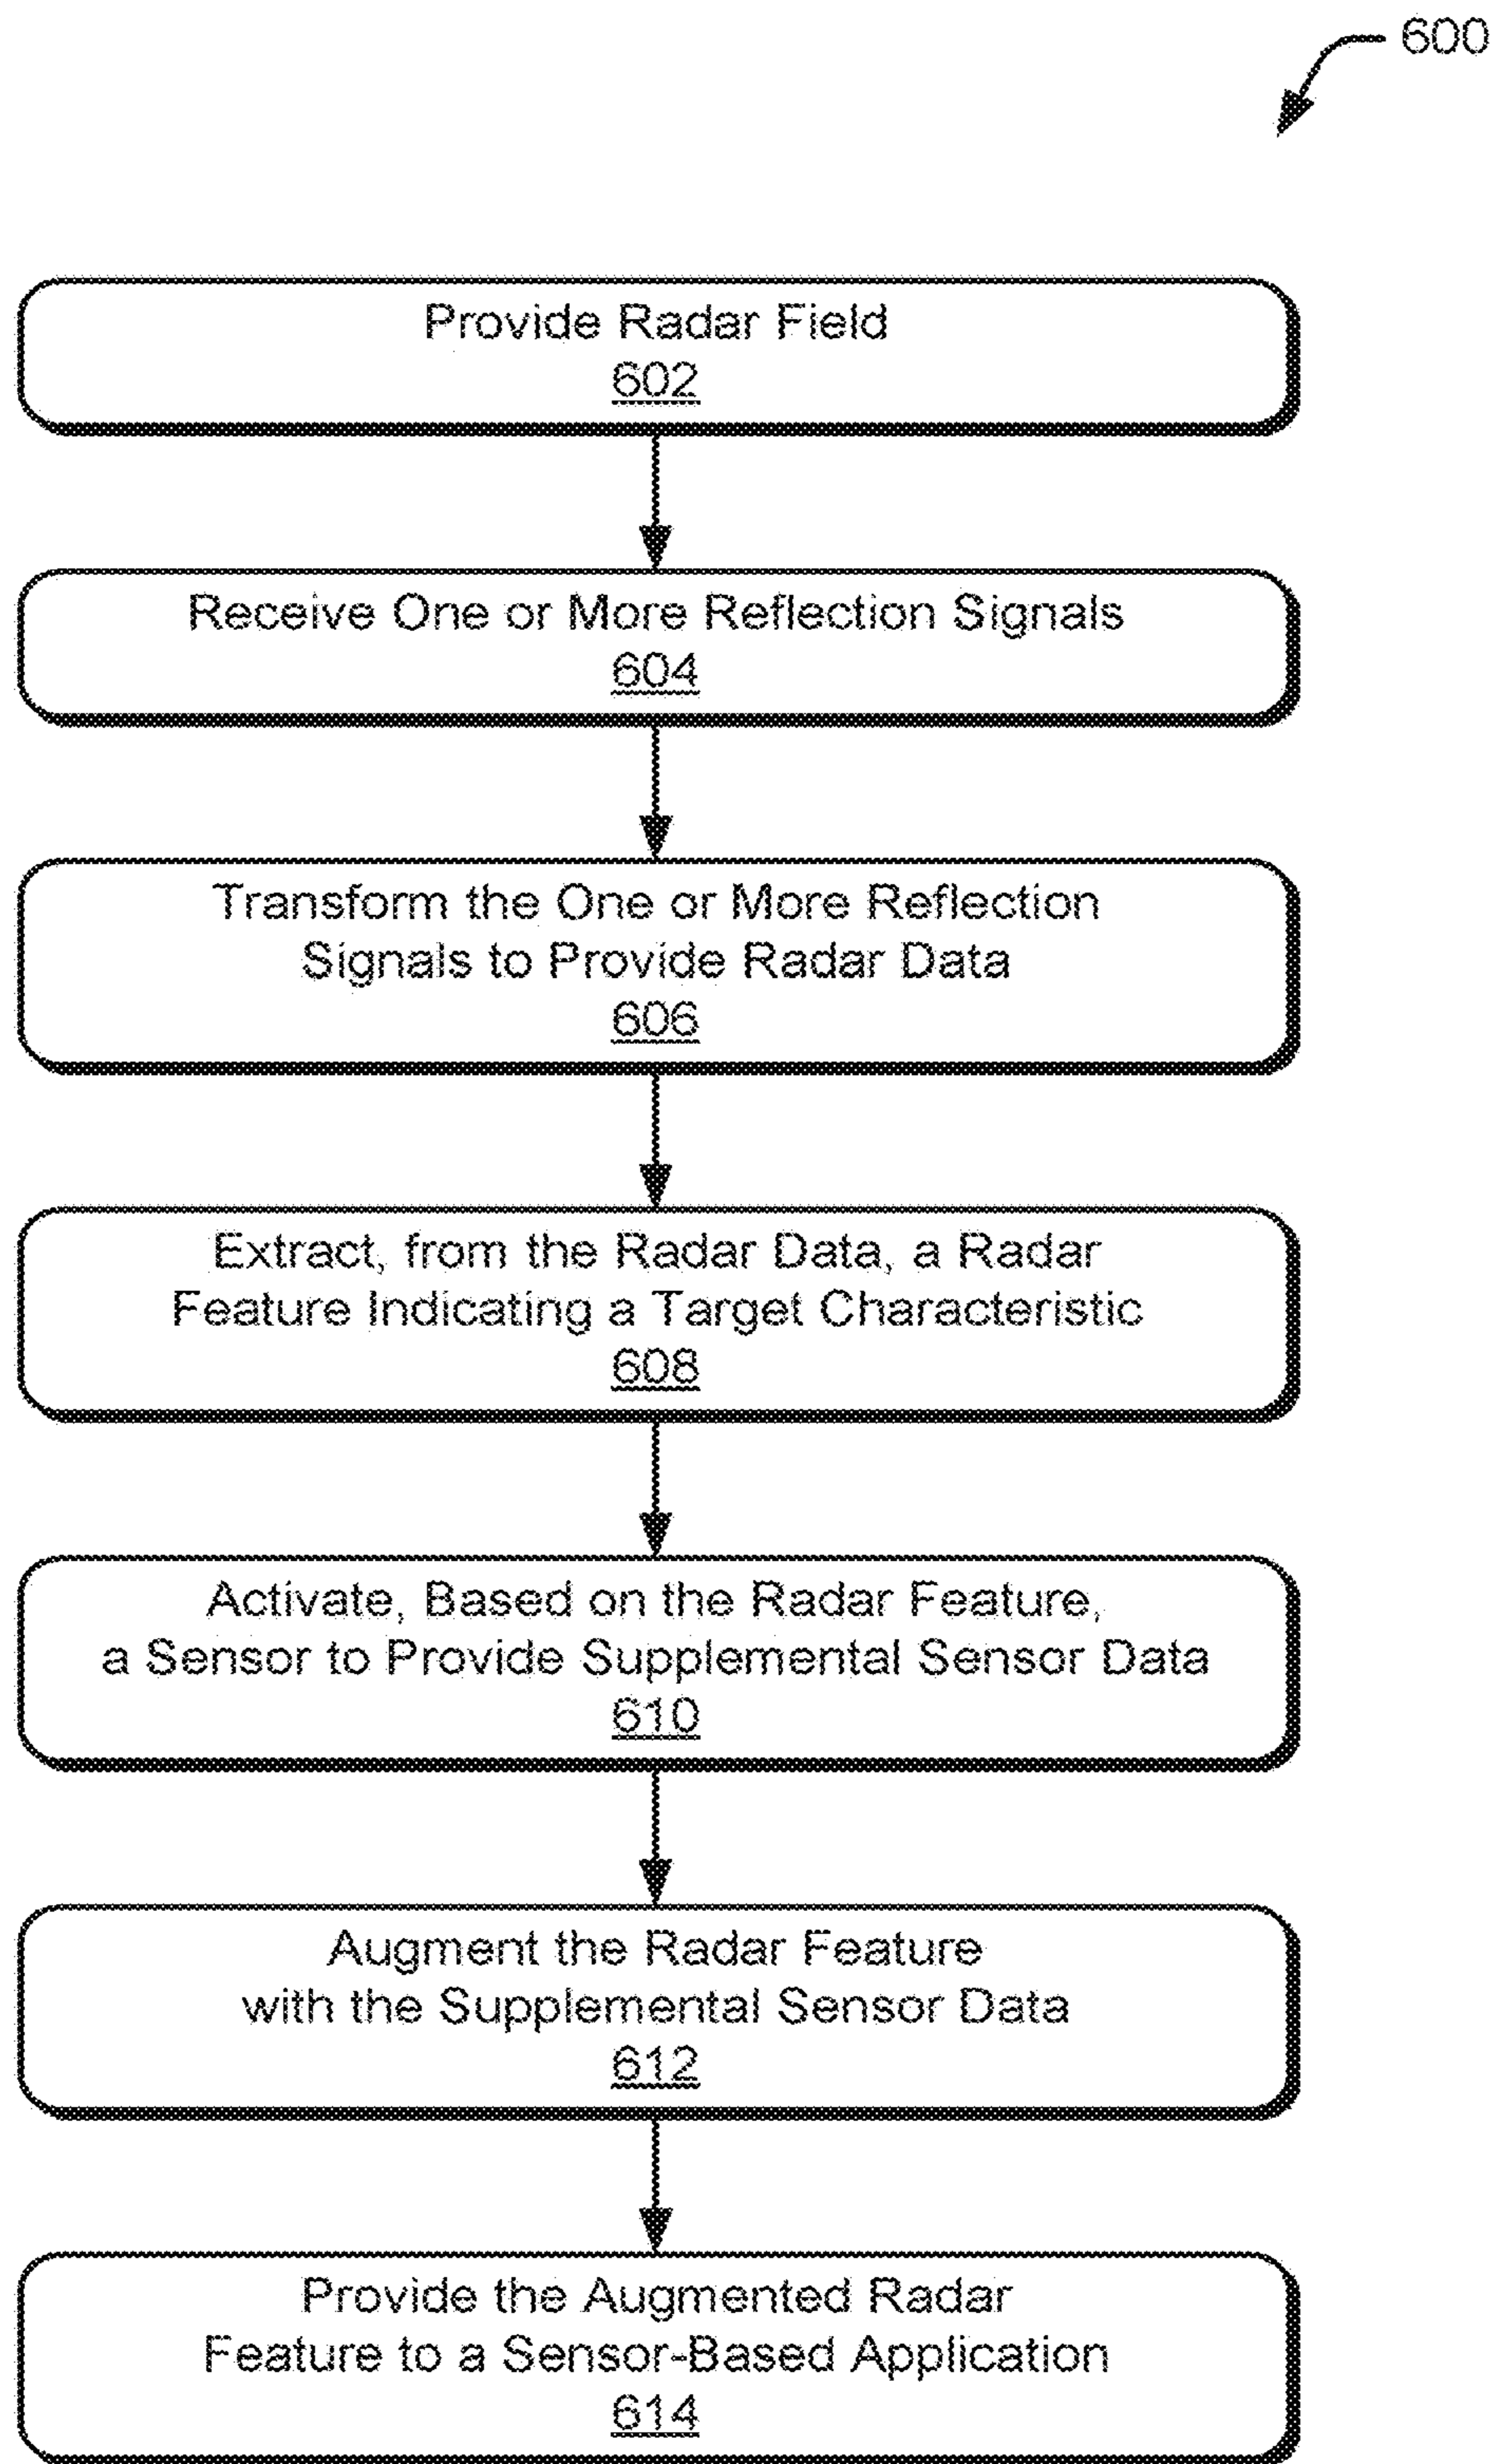 600
Provide Radar Field
602
Receive One or More Reflection Signals
604
Transform the One or More Reflection
Signals to Provide Radar Data
606
Extract, from the Radar Data, a Radar
Feature Indicating a Target Characteristic
608
Activate, Based on the Radar Feature,
a Sensor to Provide Supplemental Sensor Data
610
Augment the Radar Feature
with the Supplemental Sensor Data
612
Provide the Augmented Radar
Feature to a Sensor-Based Application
614